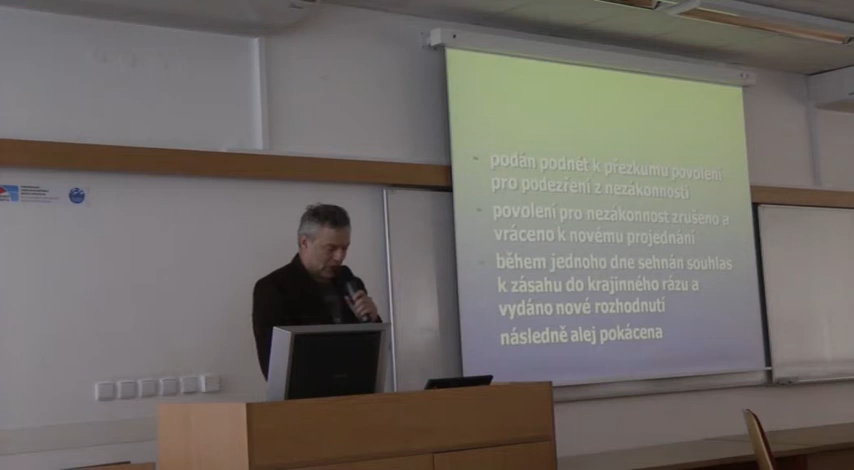 podán podnět k přezkumu povolení
pro podezření z nezákonnosti
povolení pro nezákonnost zrušeno a
vráceno k novému projednání
během jednoho dne sehnán souhlas
k zásahu do krajinného rázu a
vydáno nové rozhodnutí
následně alej pokácena